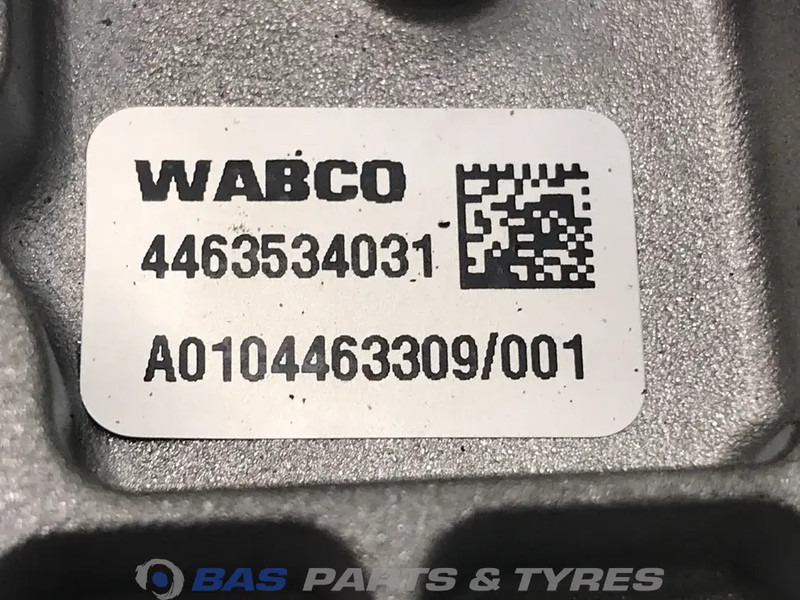 WABCO
4463534031
A0104463309/001
BAS PARTS & TYRES